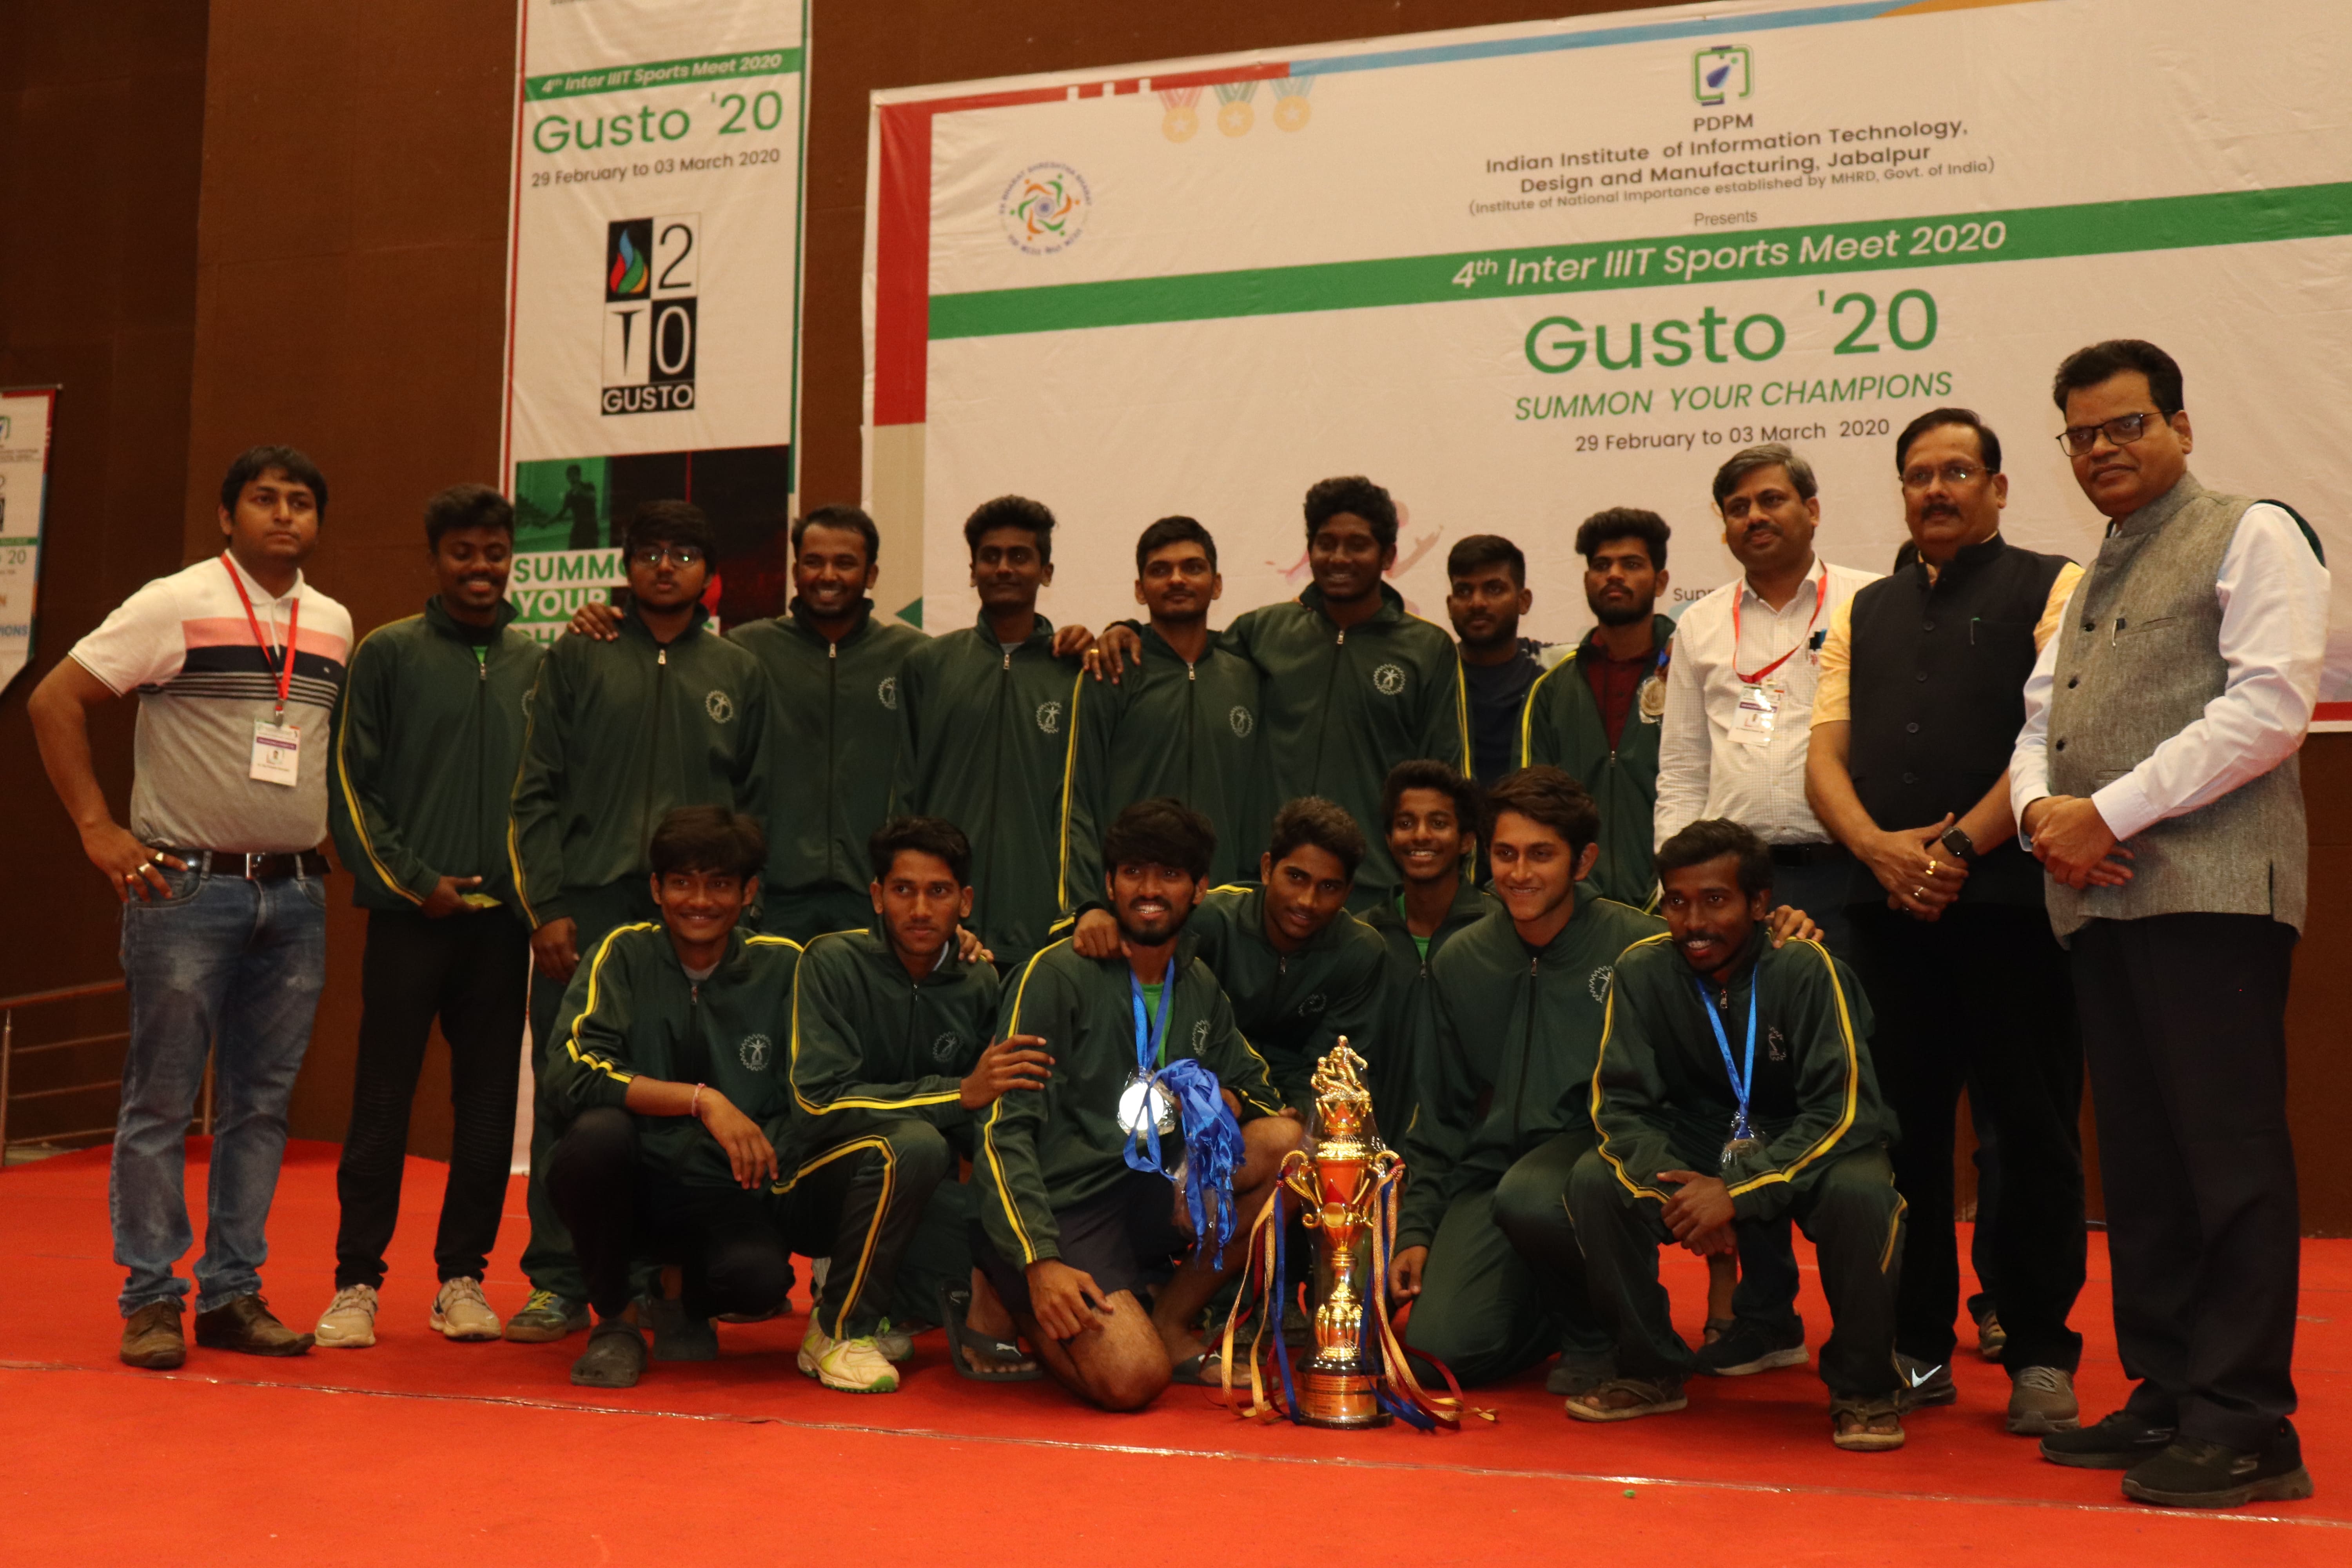 4th Inter IIIT Sports Meet 2020
Gusto '20
29 February to 03 March 2020
2
0
GUSTO
SUMM
YOUR
PDPM
Indian Institute of Information Technology,
Design and Manufacturing, Jabalpur
(Institute of National Importance established by MHRD, Govt. of India)
Presents
4th Inter IIIT Sports Meet 2020
Gusto '20
SUMMON YOUR CHAMPIONS
29 February to 03 March 2020